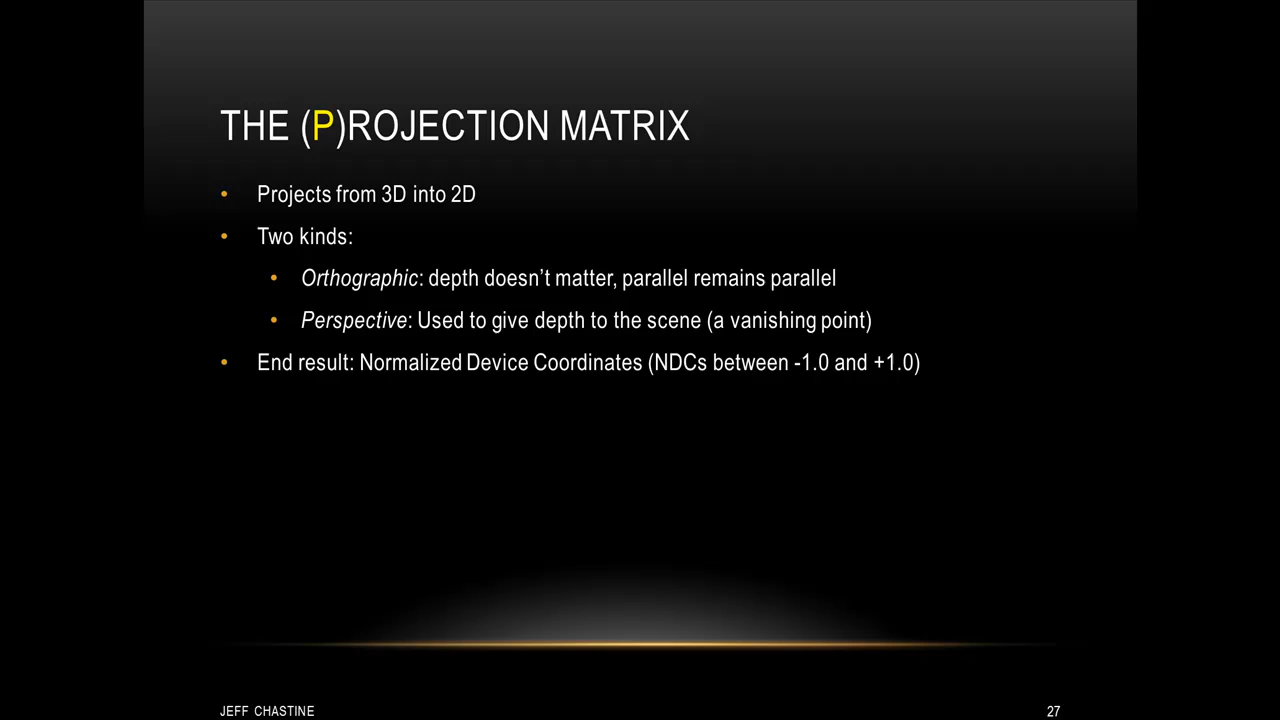 THE (P)ROJECTION MATRIX
• Projects from 3D into 2D
• Two kinds:
• Orthographic: depth doesn’t matter, parallel remains parallel
• Perspective: Used to give depth to the scene (a vanishing point)
• End result: Normalized Device Coordinates (NDCs between -1.0 and +1.0)
JEFF CHASTINE
27